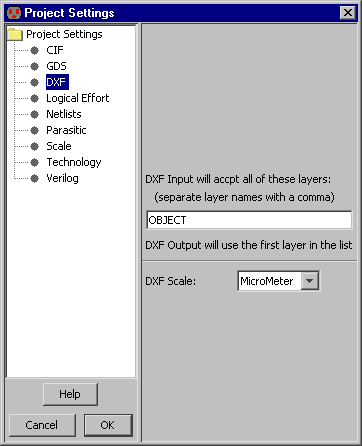 Project Settings
Project Settings
CIF
GDS
DXF
Logical Effort
Netlists
Parasitic
Scale
Technology
Verilog
Help
Cancel
OK
DXF Input will accpt all of these layers:
(separate layer names with a comma)
OBJECT
DXF Output will use the first layer in the list
DXF Scale:
MicroMeter